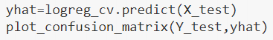 yhat=logreg_cv.predict(X_test)
plot_confusion_matrix(Y_test,yhat)